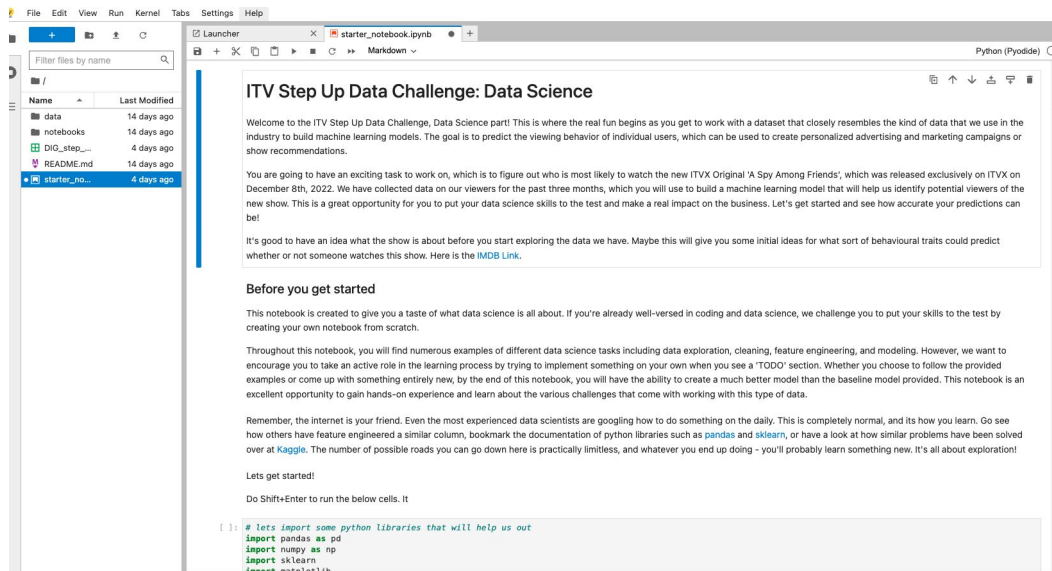 File Edit View Run Kernel Tabs Settings Help
Launcher
starter_notebook.ipynb
Markdown
Python (Pyodide)
Filter files by name
/
Name Last Modified
data 14 days ago
notebooks 14 days ago
DIG_step_... 4 days ago
README.md 14 days ago
starter_no... 4 days ago
ITV Step Up Data Challenge: Data Science
Welcome to the ITV Step Up Data Challenge, Data Science part! This is where the real fun begins as you get to work with a dataset that closely resembles the kind of data that we use in the
industry to build machine learning models. The goal is to predict the viewing behavior of individual users, which can be used to create personalized advertising and marketing campaigns or
show recommendations.
You are going to have an exciting task to work on, which is to figure out who is most likely to watch the new ITVX Original 'A Spy Among Friends', which was released exclusively on ITVX on
December 8th, 2022. We have collected data on our viewers for the past three months, which you will use to build a machine learning model that will help us identify potential viewers of the
new show. This is a great opportunity for you to put your data science skills to the test and make a real impact on the business. Let's get started and see how accurate your predictions can
be!
It's good to have an idea what the show is about before you start exploring the data we have. Maybe this will give you some initial ideas for what sort of behavioural traits could predict
whether or not someone watches this show. Here is the IMDB Link.
Before you get started
This notebook is created to give you a taste of what data science is all about. If you're already well-versed in coding and data science, we challenge you to put your skills to the test by
creating your own notebook from scratch.
Throughout this notebook, you will find numerous examples of different data science tasks including data exploration, cleaning, feature engineering, and modeling. However, we want to
encourage you to take an active role in the learning process by trying to implement something on your own when you see a 'TODO' section. Whether you choose to follow the provided
examples or come up with something entirely new, by the end of this notebook, you will have the ability to create a much better model than the baseline model provided. This notebook is an
excellent opportunity to gain hands-on experience and learn about the various challenges that come with working with this type of data.
Remember, the internet is your friend. Even the most experienced data scientists are googling how to do something on the daily. This is completely normal, and its how you learn. Go see
how others have feature engineered a similar column, bookmark the documentation of python libraries such as pandas and sklearn, or have a look at how similar problems have been solved
over at Kaggle. The number of possible roads you can go down here is practically limitless, and whatever you end up doing - you'll probably learn something new. It's all about exploration!
Lets get started!
Do Shift+Enter to run the below cells. It
[ ]: # lets import some python libraries that will help us out
import pandas as pd
import numpy as np
import sklearn
import matplotlib